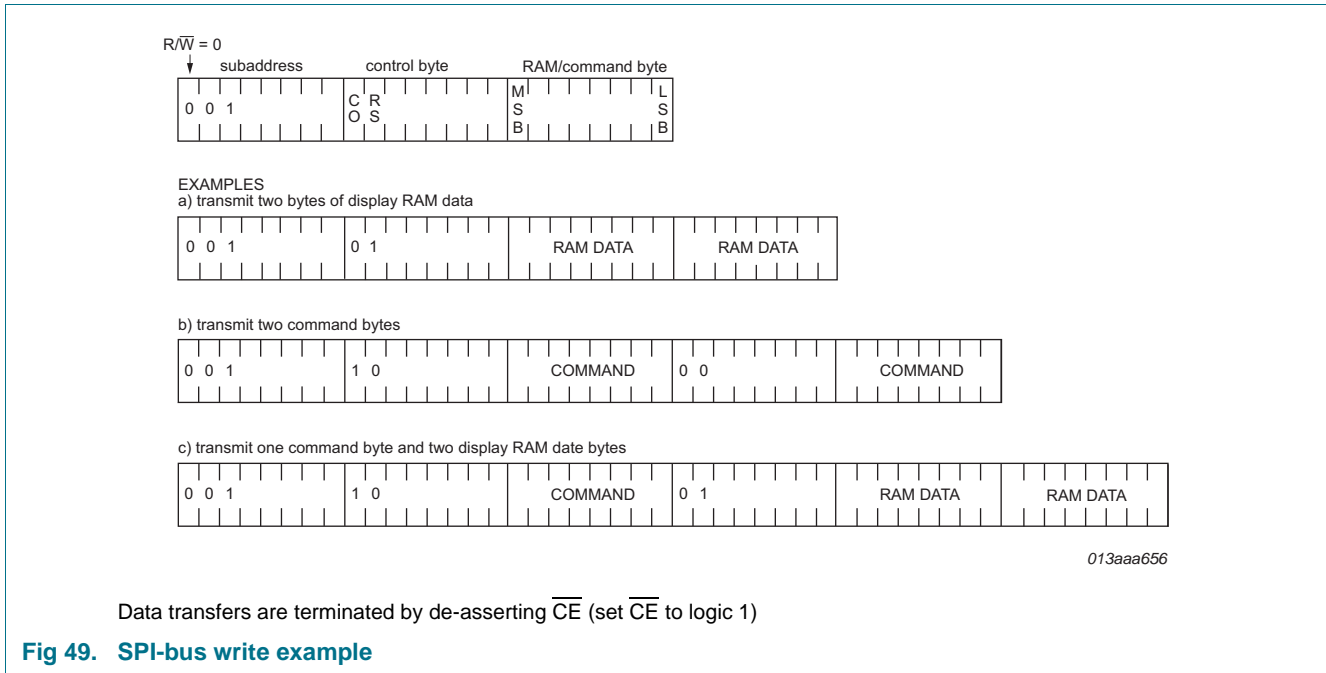 R/W̅ = 0
subaddress control byte RAM/command byte
0 0 1 CO RS MSB LSB
EXAMPLES
a) transmit two bytes of display RAM data
0 0 1 0 1 RAM DATA RAM DATA
b) transmit two command bytes
0 0 1 1 0 COMMAND 0 0 COMMAND
c) transmit one command byte and two display RAM date bytes
0 0 1 1 0 COMMAND 0 1 RAM DATA RAM DATA
013aaa656
Data transfers are terminated by de-asserting C̅E̅ (set C̅E̅ to logic 1)
Fig 49. SPI-bus write example